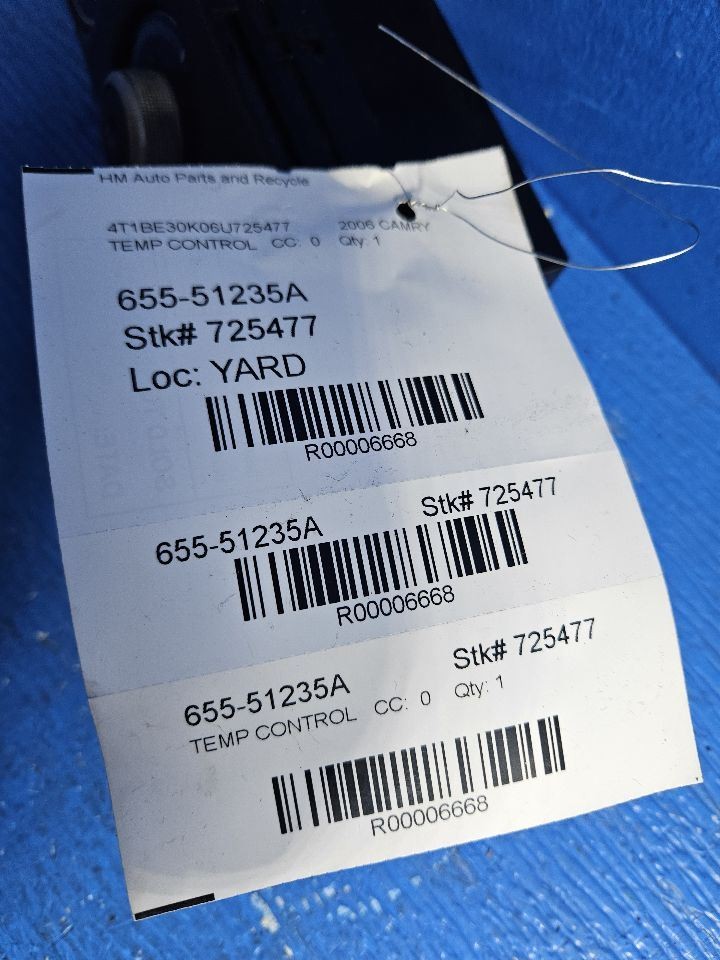 HM Auto Parts and Recycle
4T1BE30K06U725477 2006 CAMRY
TEMP CONTROL CC: 0 Qty: 1
655-51235A
Stk# 725477
Loc: YARD
R00006668
655-51235A Stk# 725477
R00006668
655-51235A Stk# 725477
TEMP CONTROL CC: 0 Qty: 1
R00006668